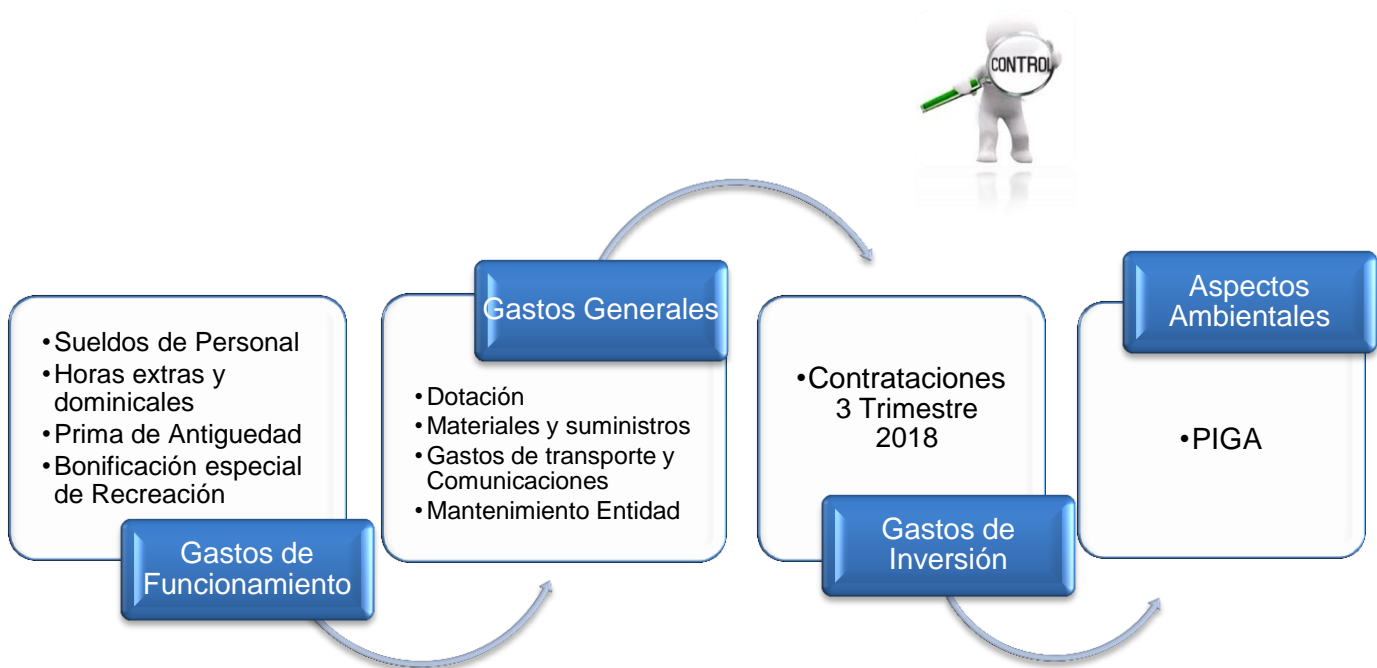 CONTROL
•Sueldos de Personal
•Horas extras y
dominicales
•Prima de Antiguedad
•Bonificación especial
de Recreación
Gastos de
Funcionamiento
Gastos Generales
•Dotación
•Materiales y suministros
•Gastos de transporte y
Comunicaciones
•Mantenimiento Entidad
•Contrataciones
3 Trimestre
2018
Gastos de
Inversión
Aspectos
Ambientales
•PIGA